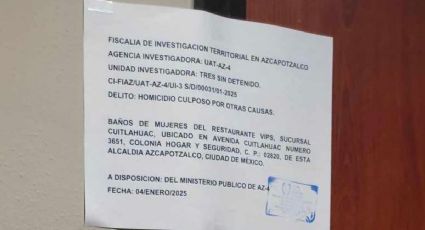 FISCALIA DE INVESTIGACION TERRITORIAL EN AZCAPOTZALCO
AGENCIA INVESTIGADORA: UAT-AZ-4
UNIDAD INVESTIGADORA: TRES SIN DETENIDO.
CI-FIAZ/UAT-AZ-4/UI-3 S/D/00031/01-2025
DELITO: HOMICIDIO CULPOSO POR OTRAS CAUSAS.
BAÑOS DE MUJERES DEL RESTAURANTE VIPS, SUCURSAL
CUITLAHUAC, UBICADO EN AVENIDA CUITLAHUAC NUMERO
3651, COLONIA HOGAR Y SEGURIDAD, C. P.: 02820, DE ESTA
ALCALDIA AZCAPOTZALCO, CIUDAD DE MÉXICO.
A DISPOSICION: DEL MINISTERIO PUBLICO DE AZ-4
FECHA: 04/ENERO/2025